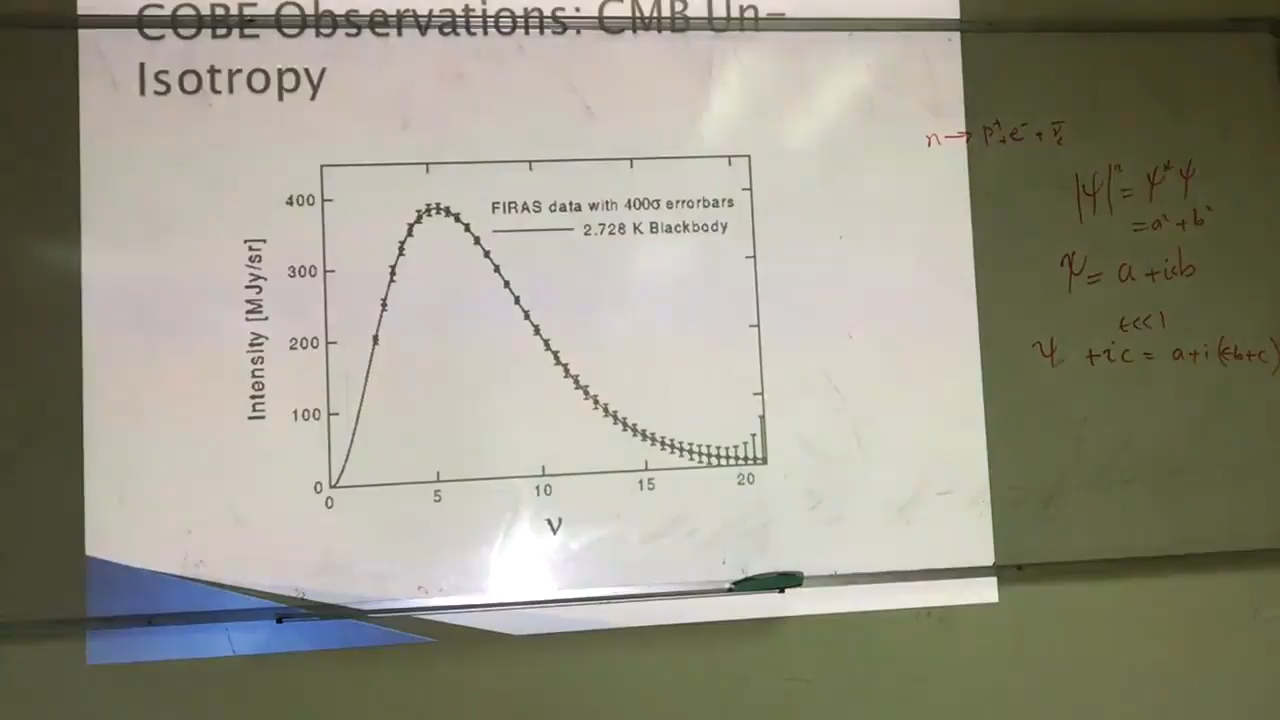 COBE Observations: CMB Un-
Isotropy
400
300
200
100
0
Intensity [MJy/sr]
FIRAS data with 400σ errorbars
2.728 K Blackbody
0
5
10
15
20
ν
n → p⁺ + e⁻ + ν̄ₑ
|ψ|² = ψ*ψ
= a² + b²
ψ = a + iεb
ε<<1
ψ + ic = a + i(εb+c)